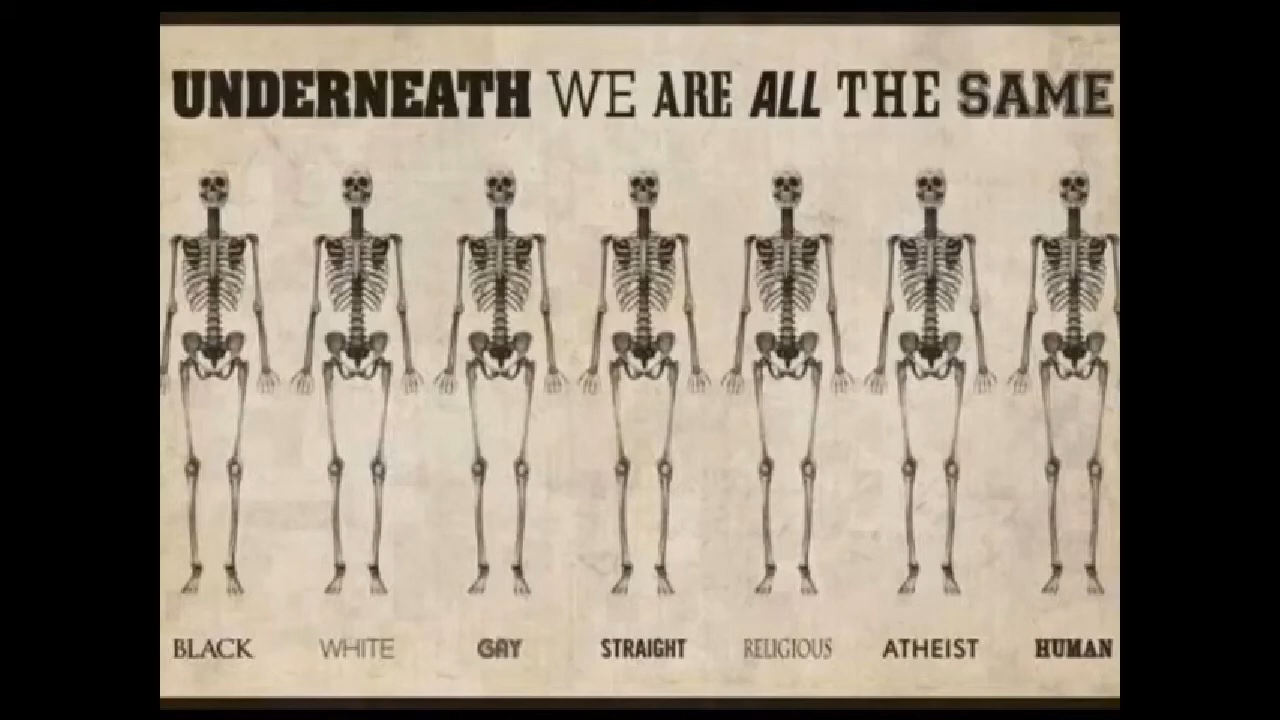 UNDERNEATH WE ARE ALL THE SAME
BLACK WHITE GAY STRAIGHT RELIGIOUS ATHEIST HUMAN